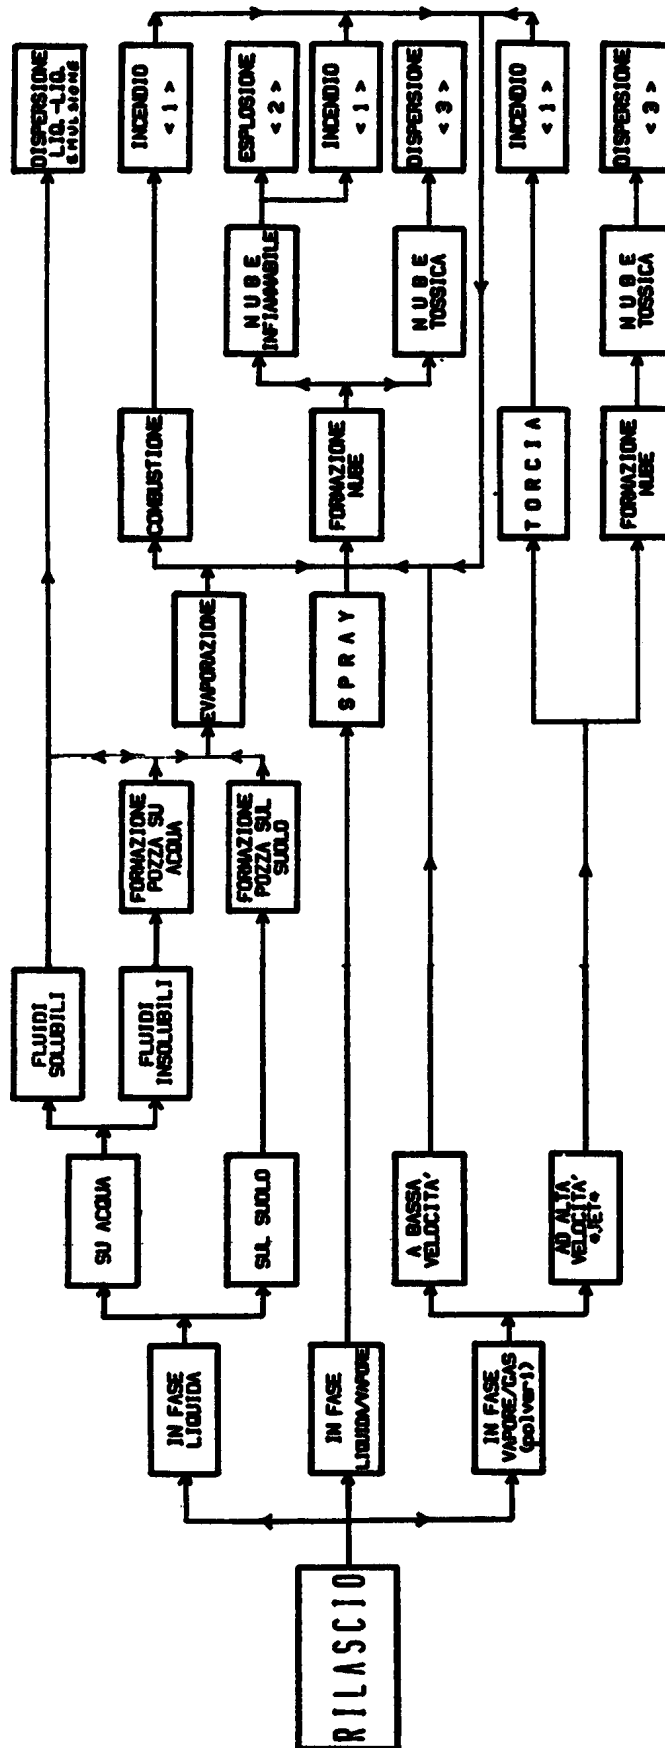 RILASCIO
IN FASE
LIQUIDA
IN FASE
LIQUIDA/VAPORE
IN FASE
VAPORE/GAS
(polveri)
SU ACQUA
SUL SUOLO
A BASSA
VELOCITA'
AD ALTA
VELOCITA'
*JET*
FLUIDI
SOLUBILI
FLUIDI
INSOLUBILI
FORMAZIONE
POZZA SU
ACQUA
FORMAZIONE
POZZA SUL
SUOLO
EVAPORAZIONE
SPRAY
COMBUSTIONE
FORMAZIONE
NUBE
TORCIA
FORMAZIONE
NUBE
NUBE
INFIAMMABILE
NUBE
TOSSICA
NUBE
TOSSICA
DISPERSIONE
LIQ.-LIQ.
EMULSIONE
INCENDIO
<1>
ESPLOSIONE
<2>
INCENDIO
<1>
DISPERSIONE
<3>
INCENDIO
<1>
DISPERSIONE
<3>